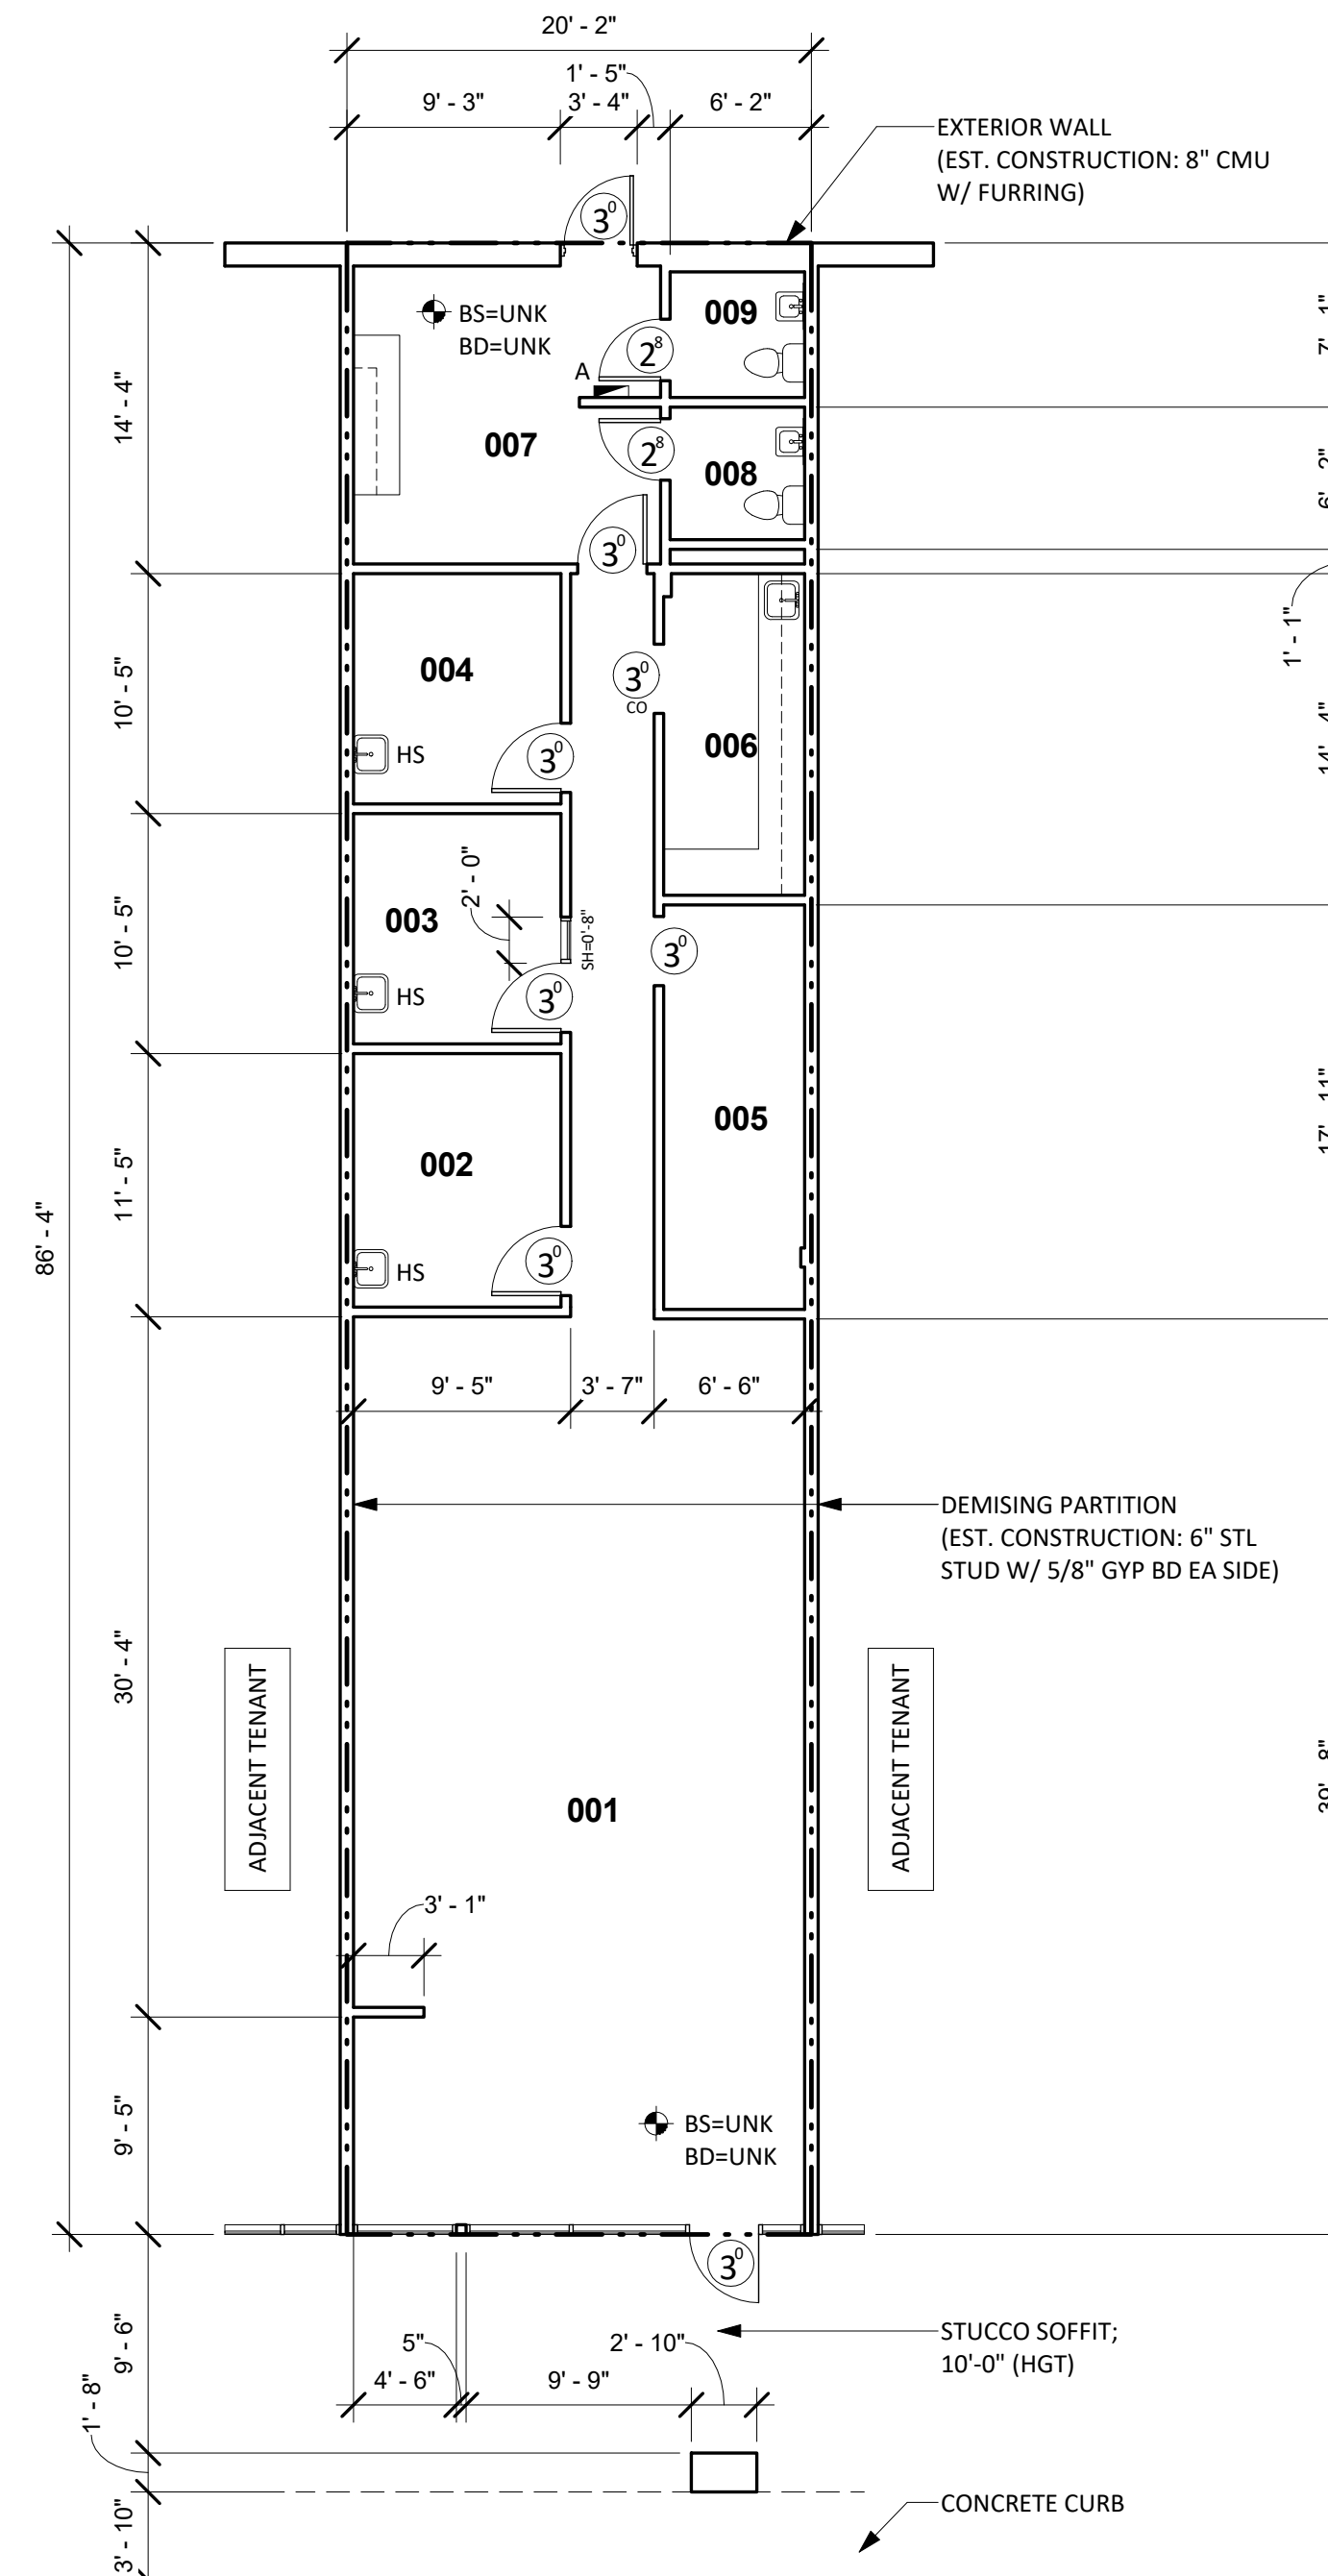 20' - 2"
1' - 5"
9' - 3"
3' - 4"
6' - 2"
EXTERIOR WALL
(EST. CONSTRUCTION: 8" CMU
W/ FURRING)
3⁰
BS=UNK
BD=UNK
009
2⁸
A
14' - 4"
007
2⁸
008
3⁰
1' - 1"
10' - 5"
004
3⁰
CO
006
HS
3⁰
2' - 0"
10' - 5"
003
SH=0'-8"
3⁰
HS
3⁰
005
11' - 5"
002
86' - 4"
HS
3⁰
9' - 5"
3' - 7"
6' - 6"
DEMISING PARTITION
(EST. CONSTRUCTION: 6" STL
STUD W/ 5/8" GYP BD EA SIDE)
30' - 4"
ADJACENT TENANT
ADJACENT TENANT
001
3' - 1"
9' - 5"
BS=UNK
BD=UNK
3⁰
9' - 6"
5"
2' - 10"
STUCCO SOFFIT;
10'-0" (HGT)
4' - 6"
9' - 9"
1' - 8"
3' - 10"
CONCRETE CURB